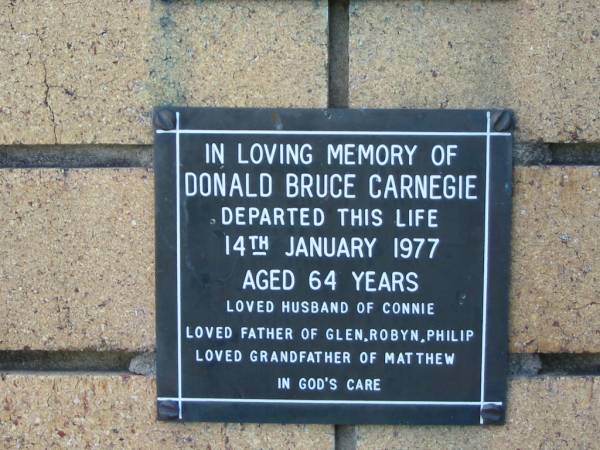 IN LOVING MEMORY OF
DONALD BRUCE CARNEGIE
DEPARTED THIS LIFE
14TH JANUARY 1977
AGED 64 YEARS
LOVED HUSBAND OF CONNIE
LOVED FATHER OF GLEN,ROBYN,PHILIP
LOVED GRANDFATHER OF MATTHEW
IN GOD'S CARE